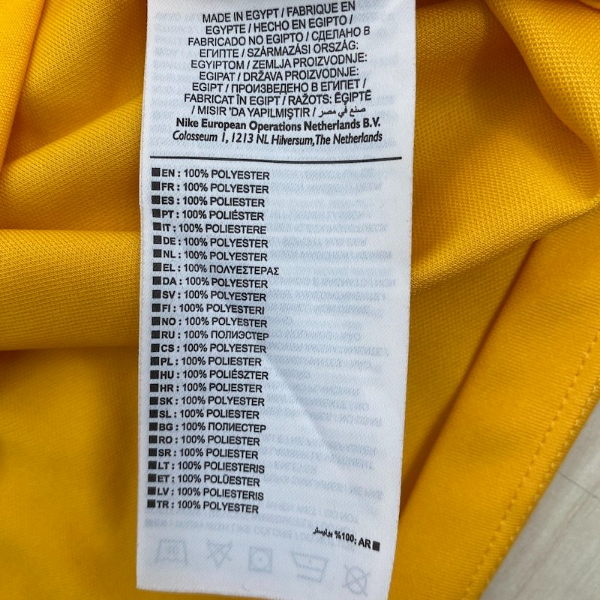 MADE IN EGYPT / FABRIQUE EN
EGYPTE / HECHO EN EGIPTO /
FABRICADO NO EGIPTO / СДЕЛАНО В
ЕГИПТЕ / SZÁRMAZÁSI ORSZÁG:
EGYIPTOM / ZEMLJA PROIZVODNJE:
EGIPAT / DRŽAVA PROIZVODNJE:
EGIPT / ПРОИЗВЕДЕНО В ЕГИПЕТ /
FABRICAT ÎN EGIPT / RAŽOTS: ĒĢIPTĒ
/ MISIR 'DA YAPILMIŞTIR / صنع في مصر
Nike European Operations Netherlands B.V.
Colosseum 1, 1213 NL Hilversum, The Netherlands
EN : 100% POLYESTER
FR : 100% POLYESTER
ES : 100% POLIÉSTER
PT : 100% POLIÉSTER
IT : 100% POLIESTERE
DE : 100% POLYESTER
NL : 100% POLYESTER
EL : 100% ΠΟΛΥΕΣΤΕΡΑΣ
DA : 100% POLYESTER
SV : 100% POLYESTER
FI : 100% POLYESTERI
NO : 100% POLYESTER
RU : 100% ПОЛИЭСТЕР
CS : 100% POLYESTER
PL : 100% POLIESTER
HU : 100% POLIÉSZTER
HR : 100% POLIESTER
SK : 100% POLYESTER
SL : 100% POLIESTER
BG : 100% ПОЛИЕСТЕР
RO : 100% POLIESTER
SR : 100% POLIESTER
LT : 100% POLIESTERIS
ET : 100% POLÜESTER
LV : 100% POLIESTERIS
TR : 100% POLYESTER
AR :100% بوليستر